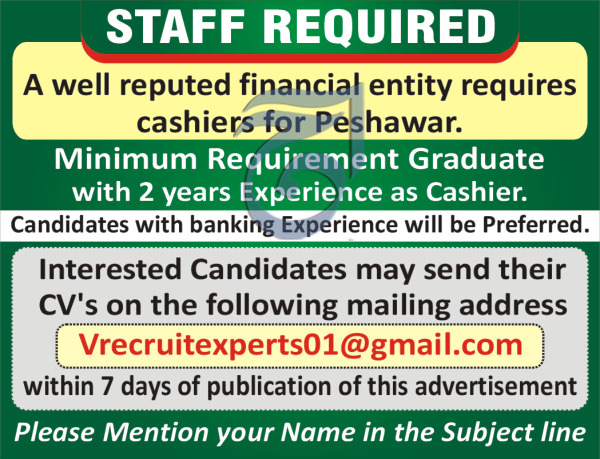 STAFF REQUIRED
A well reputed financial entity requires
cashiers for Peshawar.
Minimum Requirement Graduate
with 2 years Experience as Cashier.
Candidates with banking Experience will be Preferred.
Interested Candidates may send their
CV's on the following mailing address
Vrecruitexperts01@gmail.com
within 7 days of publication of this advertisement
Please Mention your Name in the Subject line